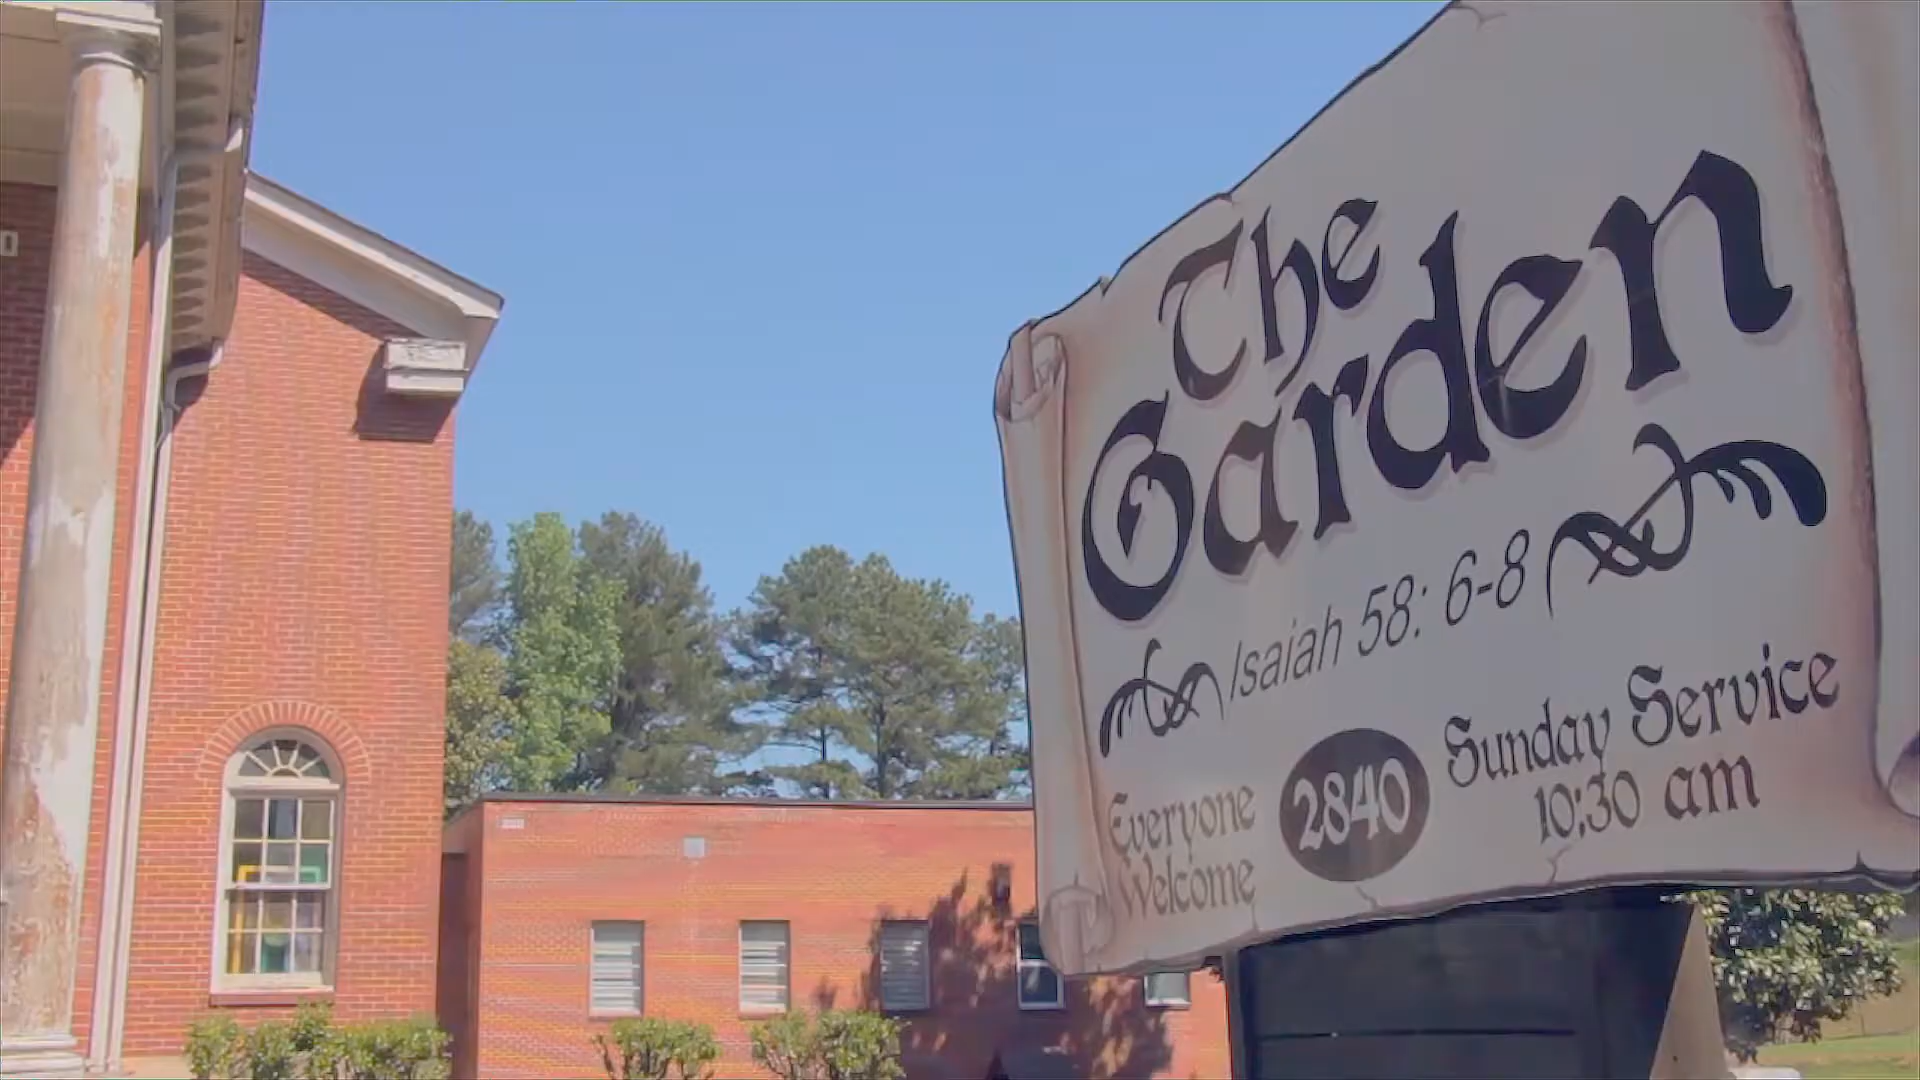 The
Garden
Isaiah 58: 6-8
Everyone
Welcome
2840
Sunday Service
10:30 am